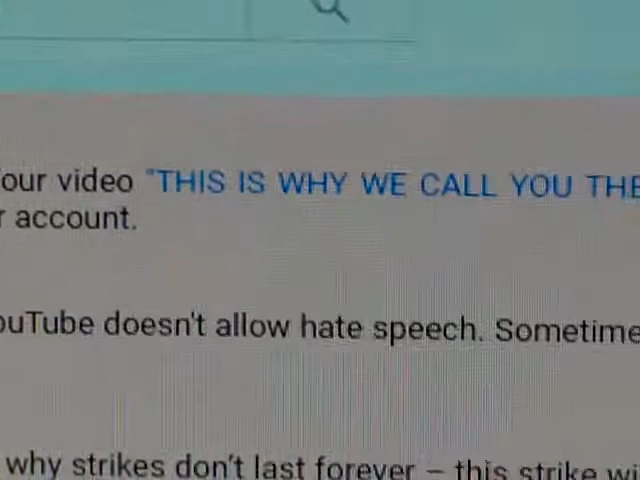 our video "THIS IS WHY WE CALL YOU THE
r account.
ouTube doesn't allow hate speech. Sometime
why strikes don't last forever – this strike wi